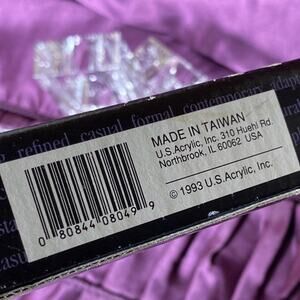 refined casual formal contemporary
MADE IN TAIWAN
U.S. Acrylic, Inc. 310 Huehl Rd.
Northbrook, IL 60062 USA
© 1993 U.S. Acrylic, Inc.
0 80844 08049 9